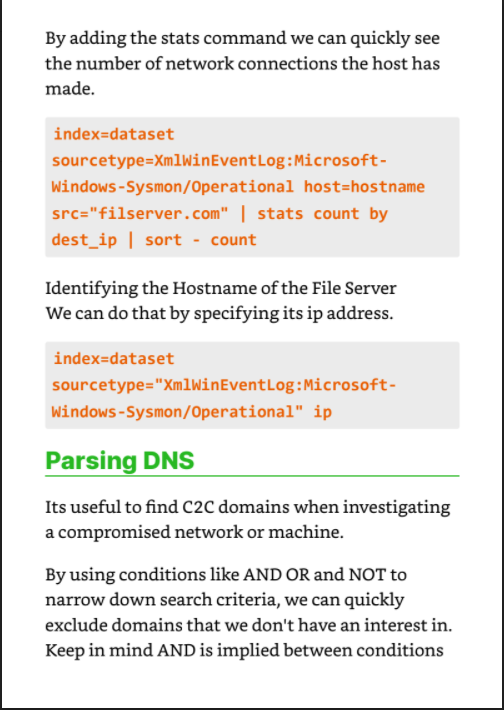 By adding the stats command we can quickly see
the number of network connections the host has
made.
index=dataset
sourcetype=XmlWinEventLog:Microsoft-
Windows-Sysmon/Operational host=hostname
src="filserver.com" | stats count by
dest_ip | sort - count
Identifying the Hostname of the File Server
We can do that by specifying its ip address.
index=dataset
sourcetype="XmlWinEventLog:Microsoft-
Windows-Sysmon/Operational" ip
Parsing DNS
Its useful to find C2C domains when investigating
a compromised network or machine.
By using conditions like AND OR and NOT to
narrow down search criteria, we can quickly
exclude domains that we don't have an interest in.
Keep in mind AND is implied between conditions